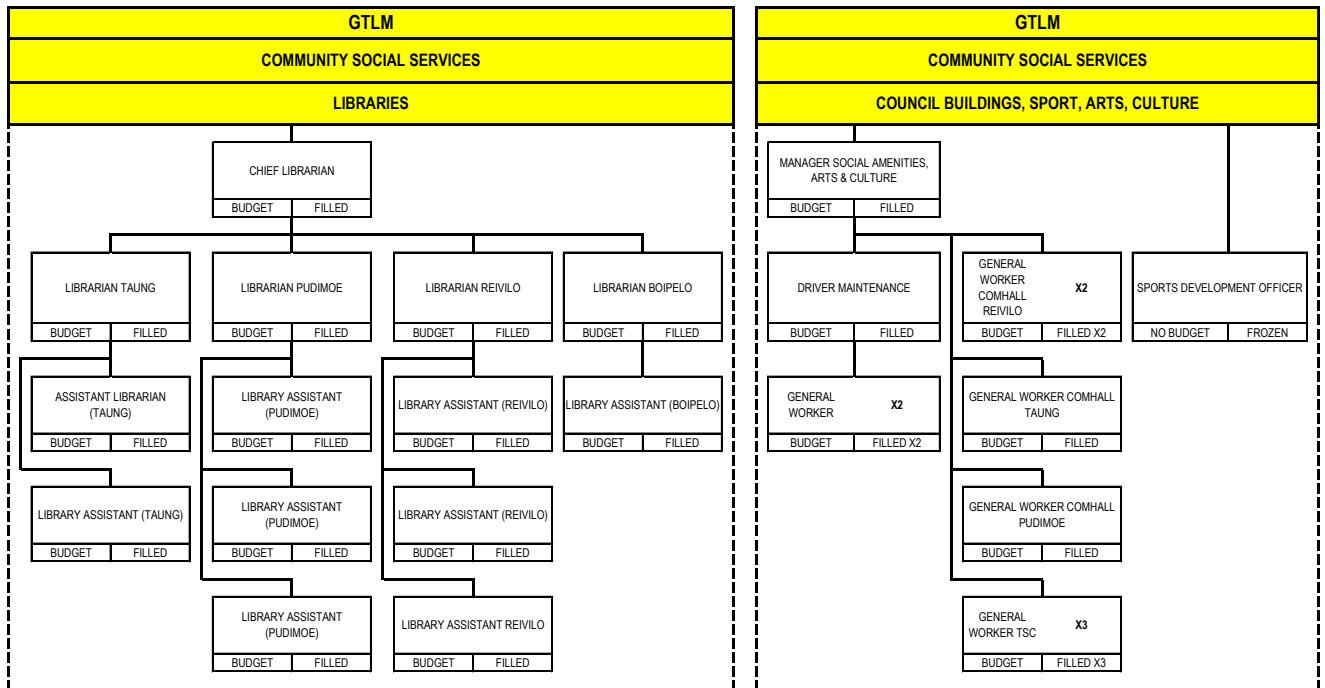 GTLM
COMMUNITY SOCIAL SERVICES
LIBRARIES
CHIEF LIBRARIAN
BUDGET FILLED
LIBRARIAN TAUNG
BUDGET FILLED
LIBRARIAN PUDIMOE
BUDGET FILLED
LIBRARIAN REIVILO
BUDGET FILLED
LIBRARIAN BOIPELO
BUDGET FILLED
ASSISTANT LIBRARIAN
(TAUNG)
BUDGET FILLED
LIBRARY ASSISTANT
(PUDIMOE)
BUDGET FILLED
LIBRARY ASSISTANT (REIVILO)
BUDGET FILLED
LIBRARY ASSISTANT (BOIPELO)
BUDGET FILLED
LIBRARY ASSISTANT (TAUNG)
BUDGET FILLED
LIBRARY ASSISTANT
(PUDIMOE)
BUDGET FILLED
LIBRARY ASSISTANT (REIVILO)
BUDGET FILLED
LIBRARY ASSISTANT
(PUDIMOE)
BUDGET FILLED
LIBRARY ASSISTANT REIVILO
BUDGET FILLED
GTLM
COMMUNITY SOCIAL SERVICES
COUNCIL BUILDINGS, SPORT, ARTS, CULTURE
MANAGER SOCIAL AMENITIES,
ARTS & CULTURE
BUDGET FILLED
DRIVER MAINTENANCE
BUDGET FILLED
GENERAL
WORKER
COMHALL
REIVILO
X2
BUDGET FILLED X2
SPORTS DEVELOPMENT OFFICER
NO BUDGET FROZEN
GENERAL
WORKER
X2
BUDGET FILLED X2
GENERAL WORKER COMHALL
TAUNG
BUDGET FILLED
GENERAL WORKER COMHALL
PUDIMOE
BUDGET FILLED
GENERAL
WORKER TSC
X3
BUDGET FILLED X3